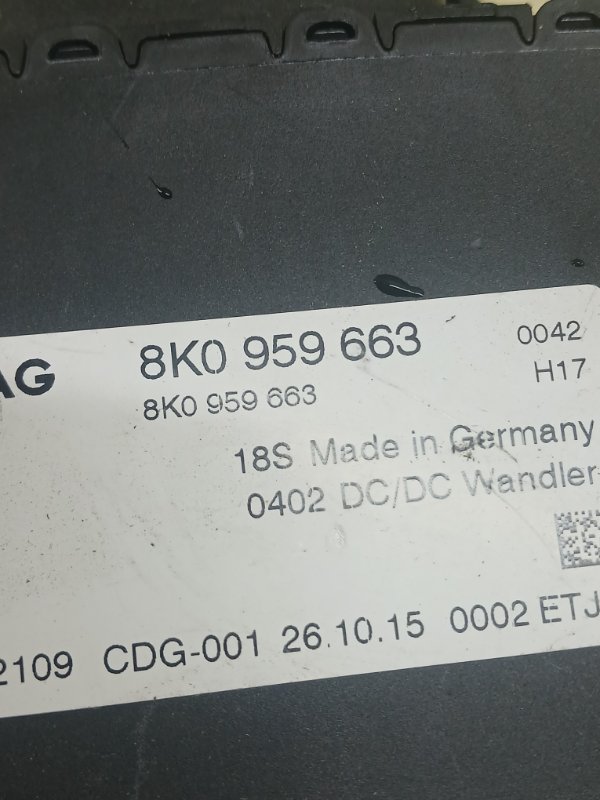 AG 8K0 959 663 0042
8K0 959 663 H17
18S Made in Germany
0402 DC/DC Wandler-
2109 CDG-001 26.10.15 0002 ETJ